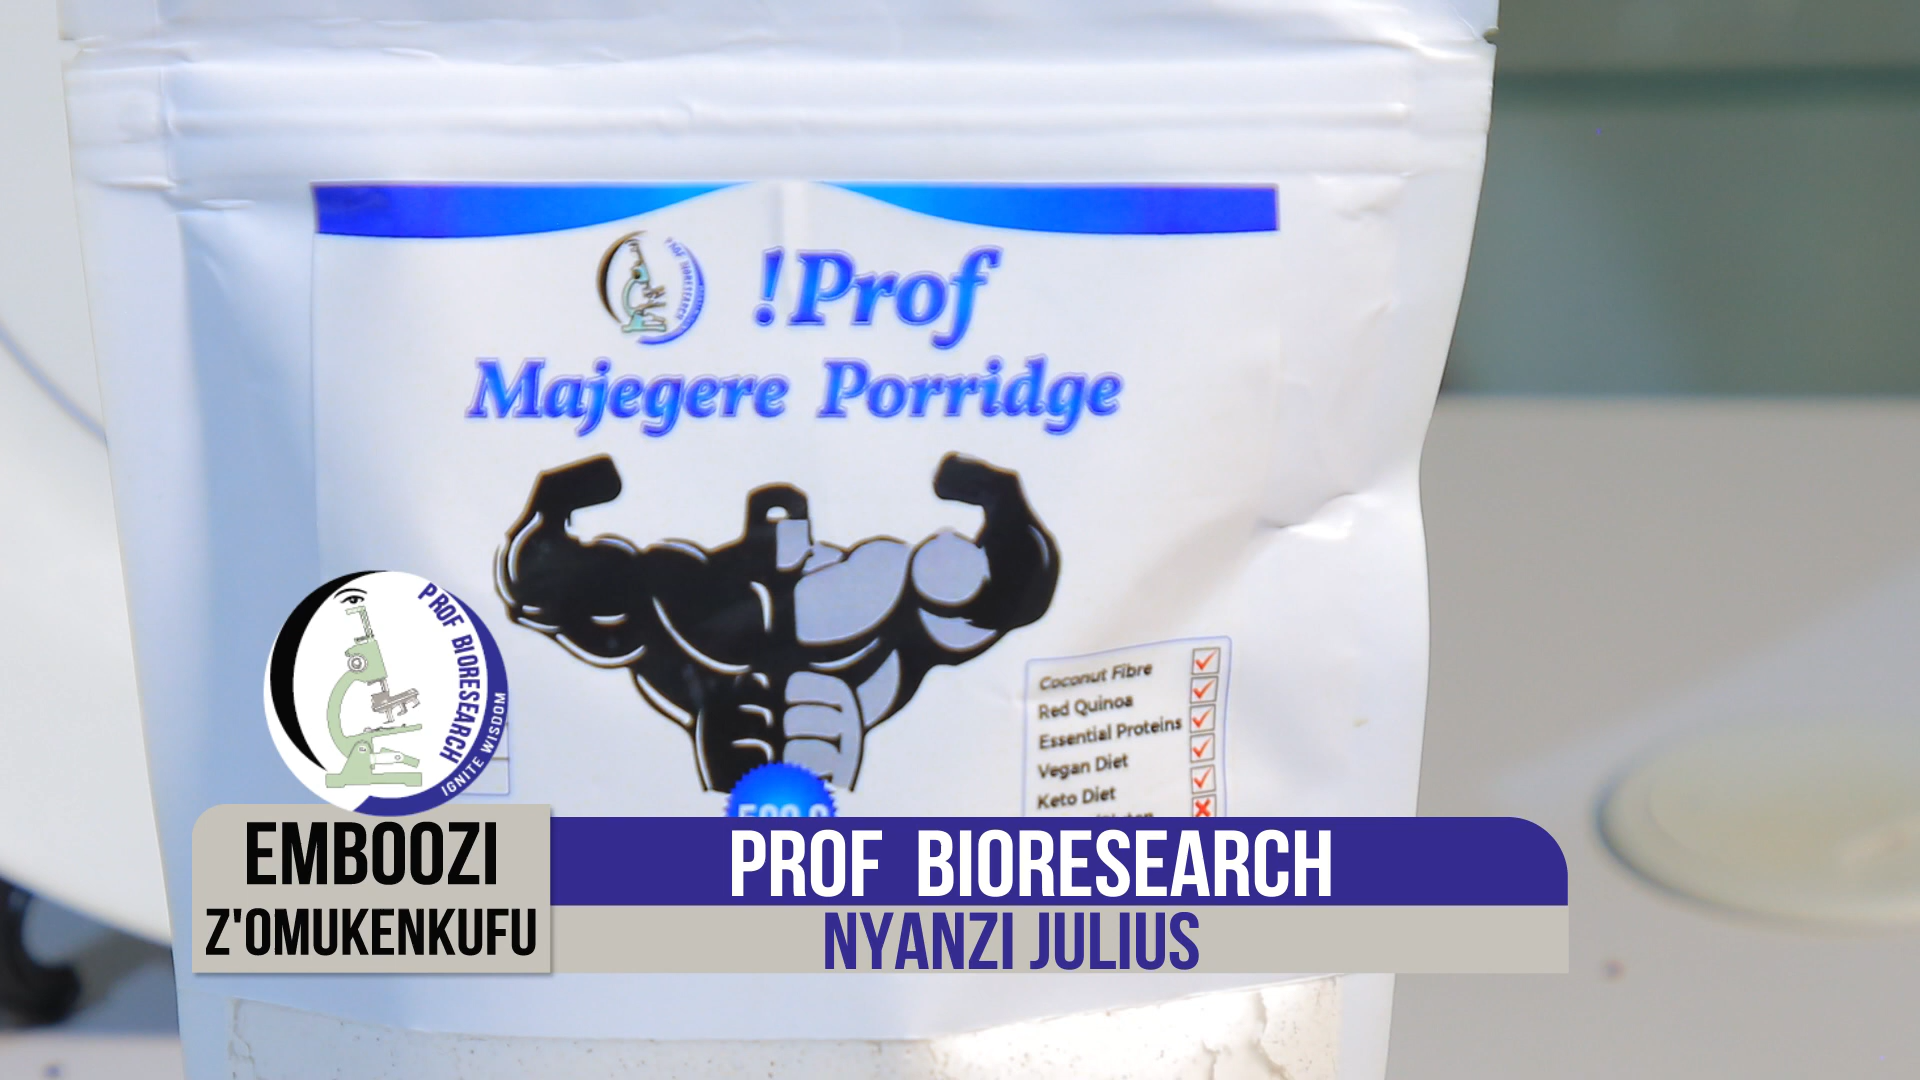 !Prof
Majegere Porridge
Coconut Fibre
Red Quinoa
Essential Proteins
Vegan Diet
Keto Diet
PROF BIORESEARCH
IGNITE WISDOM
EMBOOZI
Z'OMUKENKUFU
PROF BIORESEARCH
NYANZI JULIUS